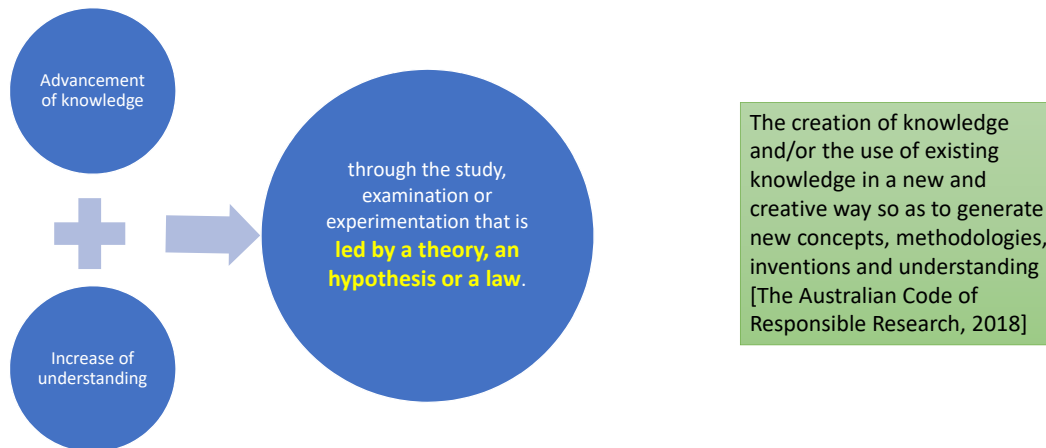 Advancement
of knowledge
Increase of
understanding
through the study,
examination or
experimentation that is
led by a theory, an
hypothesis or a law.
The creation of knowledge
and/or the use of existing
knowledge in a new and
creative way so as to generate
new concepts, methodologies,
inventions and understanding
[The Australian Code of
Responsible Research, 2018]